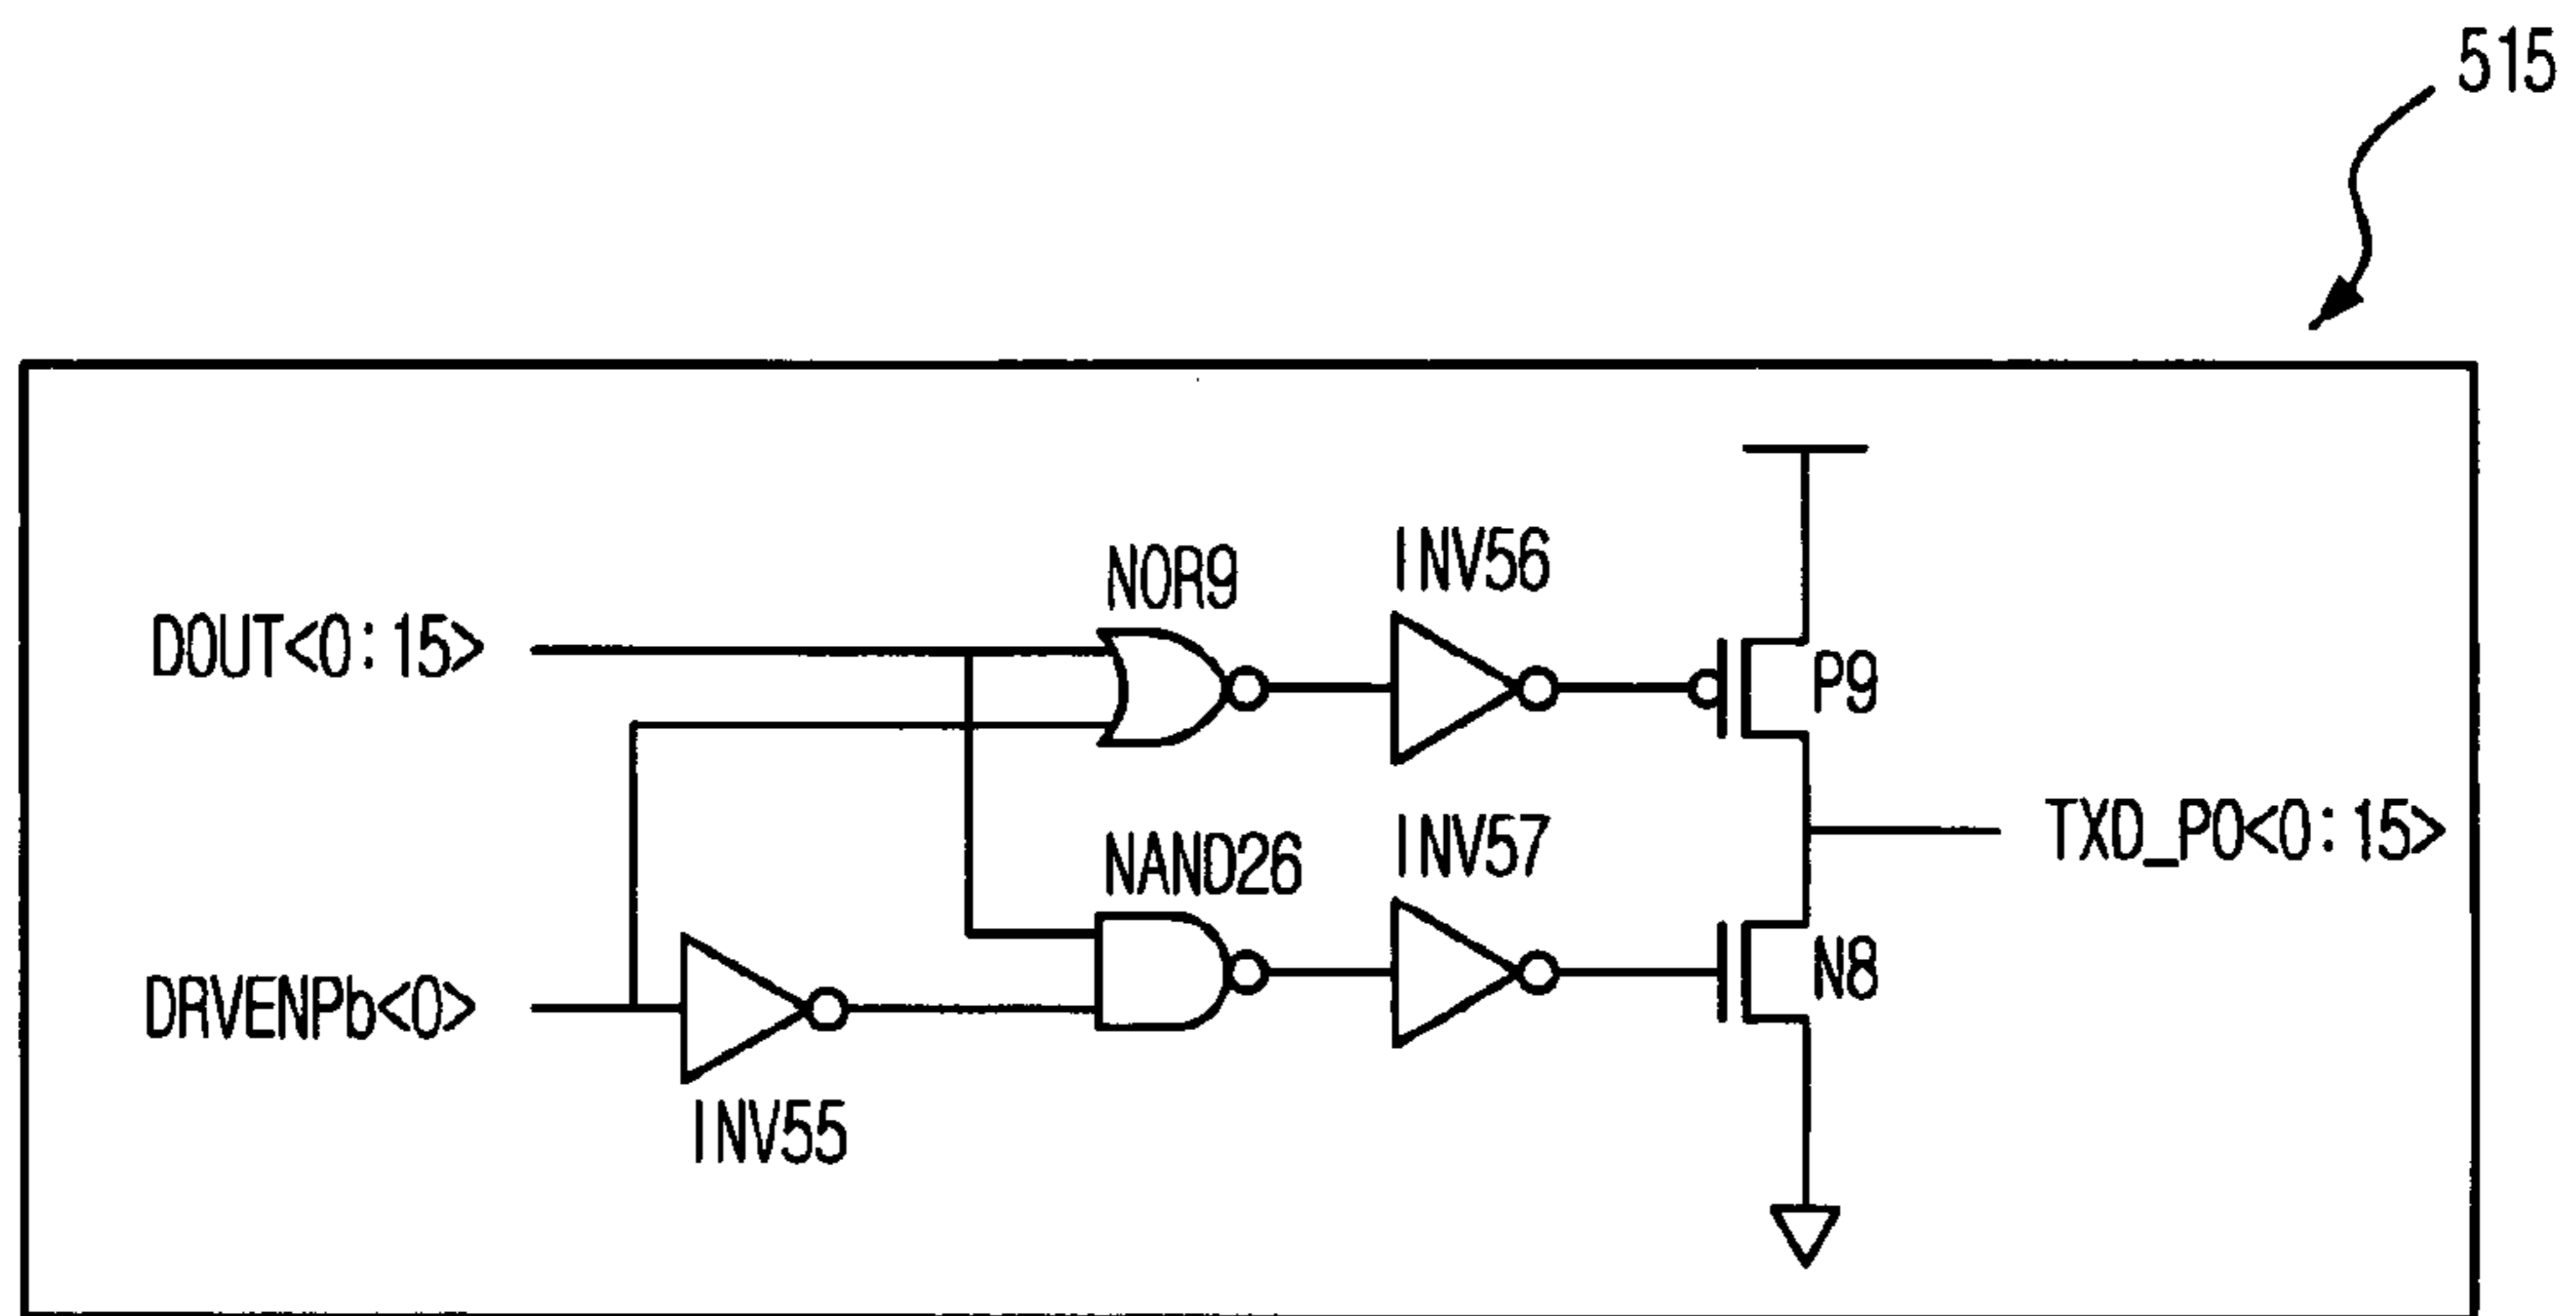 515
NOR9
INV56
DOUT<0:15>
P9
TXD_P0<0:15>
NAND26
INV57
DRVENPb<0>
N8
INV55